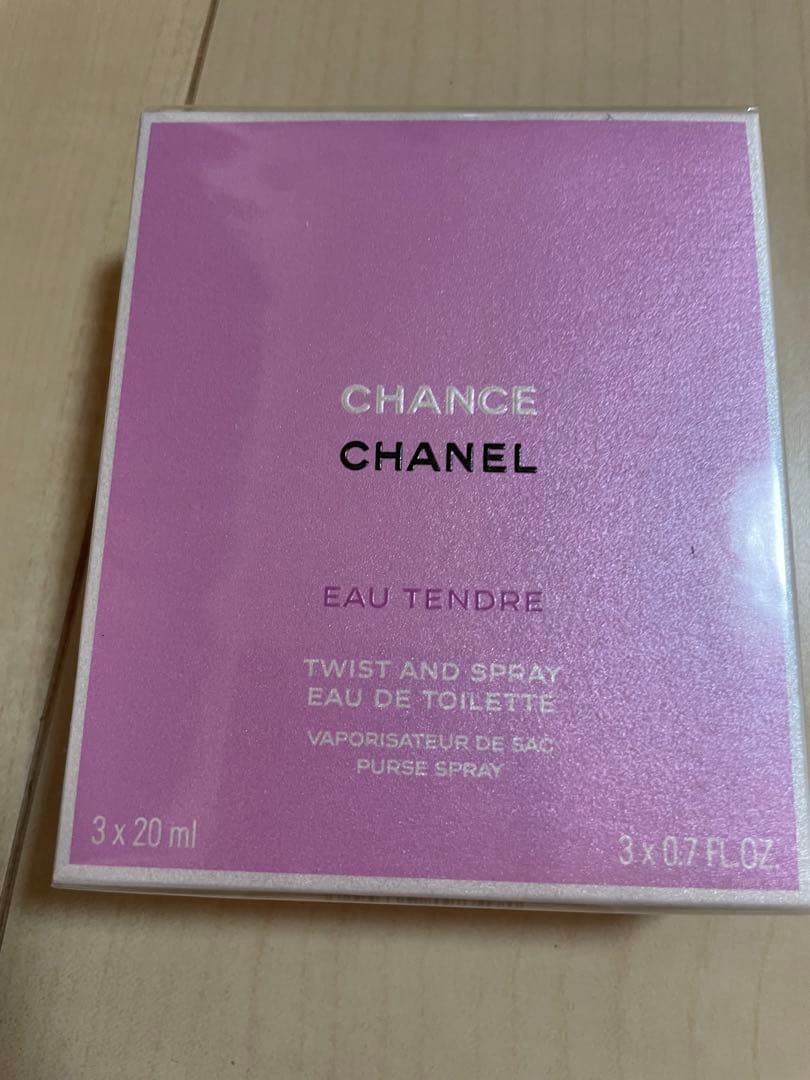 CHANCE
CHANEL
EAU TENDRE
TWIST AND SPRAY
EAU DE TOILETTE
VAPORISATEUR DE SAC
PURSE SPRAY
3 x 20 ml
3 x 0.7 FL.OZ.